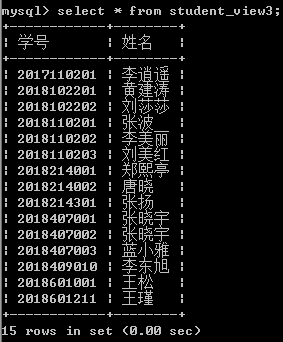 mysql> select * from student_view3;
+------------+--------+
| 学号 | 姓名 |
+------------+--------+
| 2017110201 | 李逍遥 |
| 2018102201 | 黄建涛 |
| 2018102202 | 刘莎莎 |
| 2018110201 | 张波 |
| 2018110202 | 李美丽 |
| 2018110203 | 刘美红 |
| 2018214001 | 郑熙亭 |
| 2018214002 | 唐晓 |
| 2018214301 | 张扬 |
| 2018407001 | 张晓宇 |
| 2018407002 | 张晓宇 |
| 2018407003 | 蓝小雅 |
| 2018409010 | 李东旭 |
| 2018601001 | 王松 |
| 2018601211 | 王瑾 |
+------------+--------+
15 rows in set (0.00 sec)